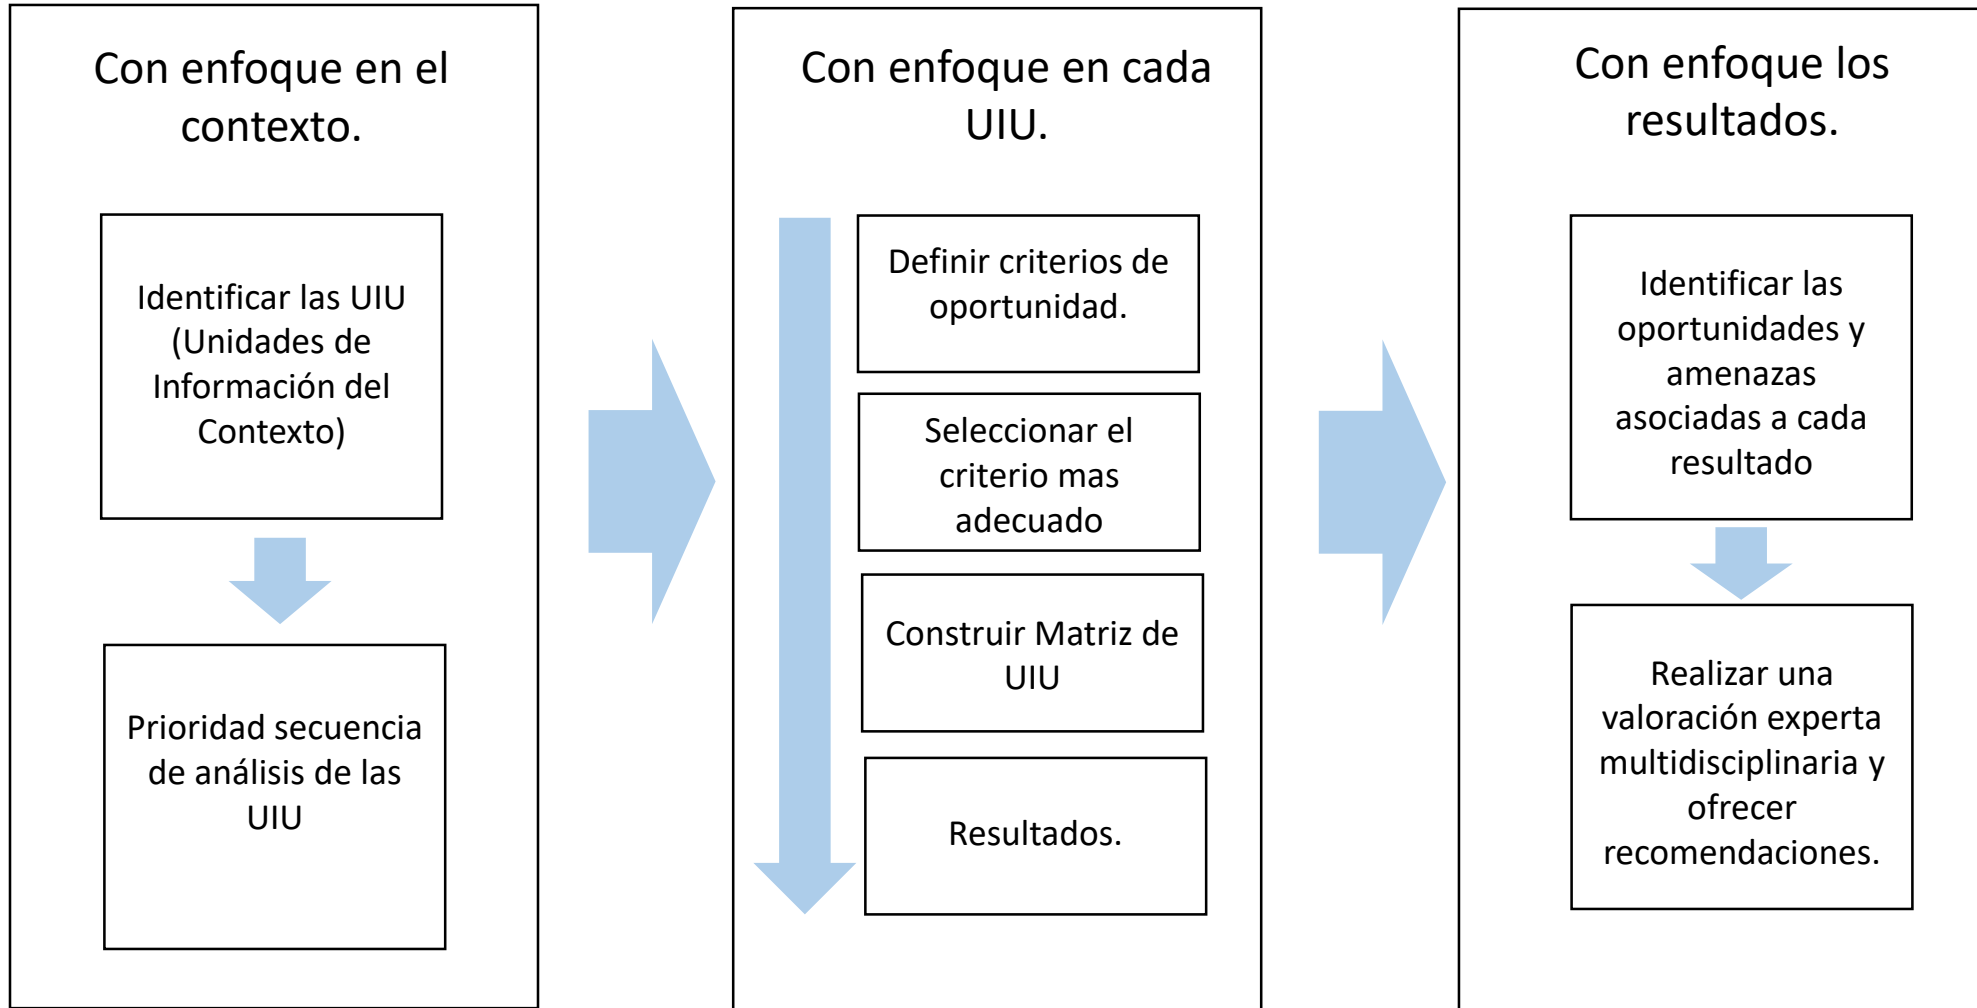 Con enfoque en el
contexto.
Identificar las UIU
(Unidades de
Información del
Contexto)
Prioridad secuencia
de análisis de las
UIU
Con enfoque en cada
UIU.
Definir criterios de
oportunidad.
Seleccionar el
criterio mas
adecuado
Construir Matriz de
UIU
Resultados.
Con enfoque los
resultados.
Identificar las
oportunidades y
amenazas
asociadas a cada
resultado
Realizar una
valoración experta
multidisciplinaria y
ofrecer
recomendaciones.